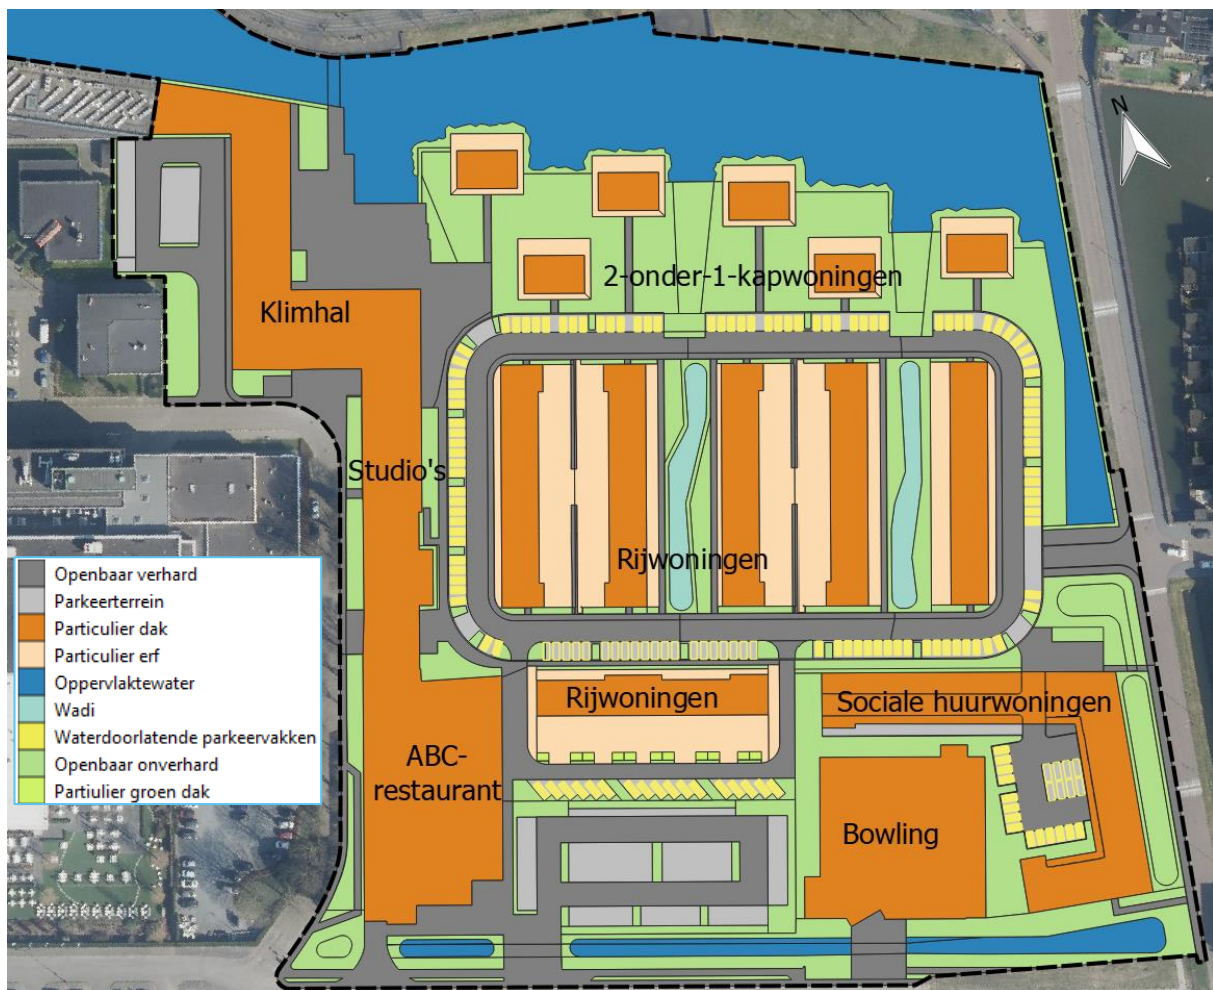 N
2-onder-1-kapwoningen
Klimhal
Studio's
Rijwoningen
Openbaar verhard
Parkeerterrein
Particulier dak
Particulier erf
Oppervlaktewater
Wadi
Waterdoorlatende parkeervakken
Openbaar onverhard
Partiulier groen dak
Rijwoningen
Sociale huurwoningen
ABC-
restaurant
Bowling